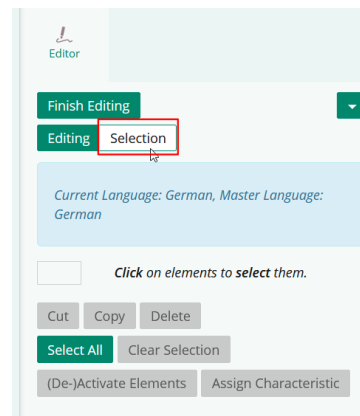 Editor
Finish Editing
Editing Selection
Current Language: German, Master Language:
German
Click on elements to select them.
Cut Copy Delete
Select All Clear Selection
(De-)Activate Elements Assign Characteristic